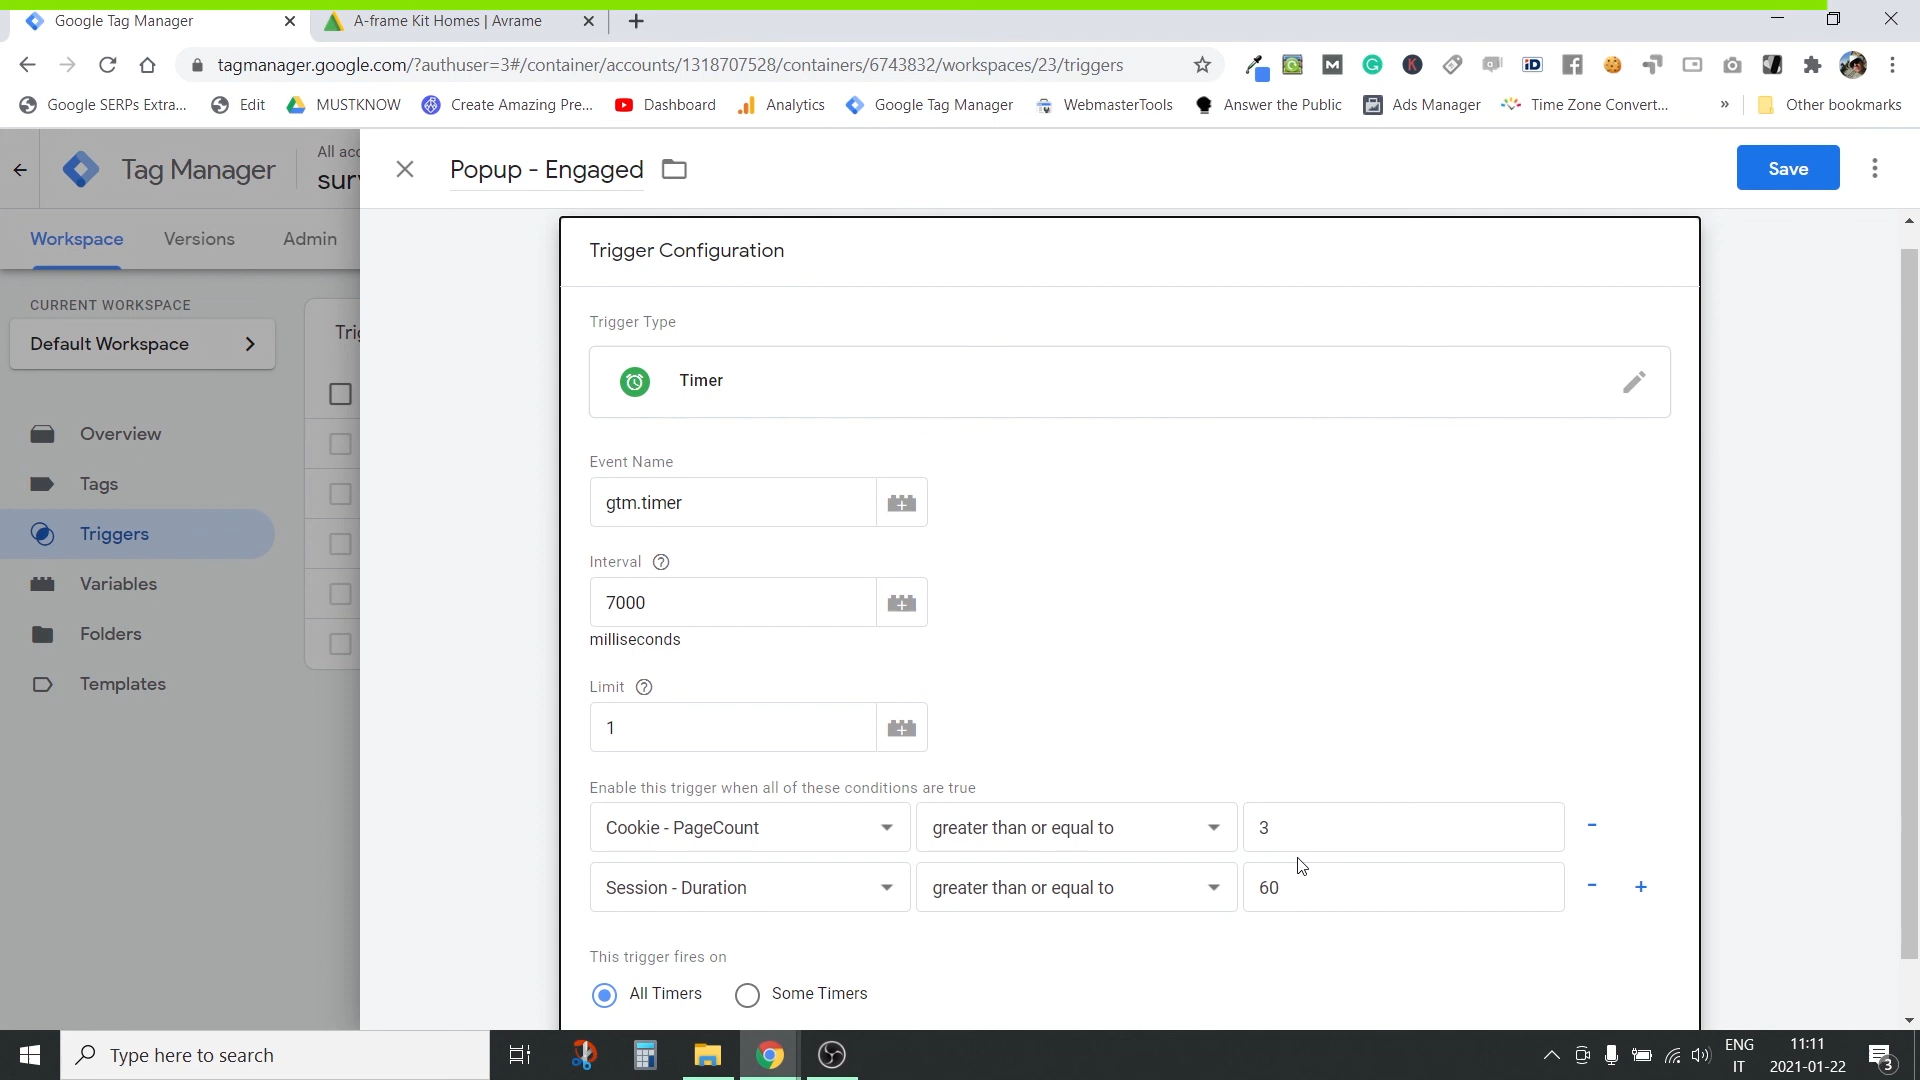 Google Tag Manager
A-frame Kit Homes | Avrame
tagmanager.google.com/?authuser=3#/container/accounts/1318707528/containers/6743832/workspaces/23/triggers
Google SERPs Extra...
Edit
MUSTKNOW
Create Amazing Pre...
Dashboard
Analytics
Google Tag Manager
WebmasterTools
Answer the Public
Ads Manager
Time Zone Convert...
»
Other bookmarks
Tag Manager
All acc
surv
Popup - Engaged
Save
Workspace
Versions
Admin
CURRENT WORKSPACE
Default Workspace
Overview
Tags
Triggers
Variables
Folders
Templates
Trig
Trigger Configuration
Trigger Type
Timer
Event Name
gtm.timer
Interval
7000
milliseconds
Limit
1
Enable this trigger when all of these conditions are true
Cookie - PageCount
greater than or equal to
3
-
Session - Duration
greater than or equal to
60
- +
This trigger fires on
All Timers
Some Timers
Type here to search
ENG
IT
11:11
2021-01-22
3